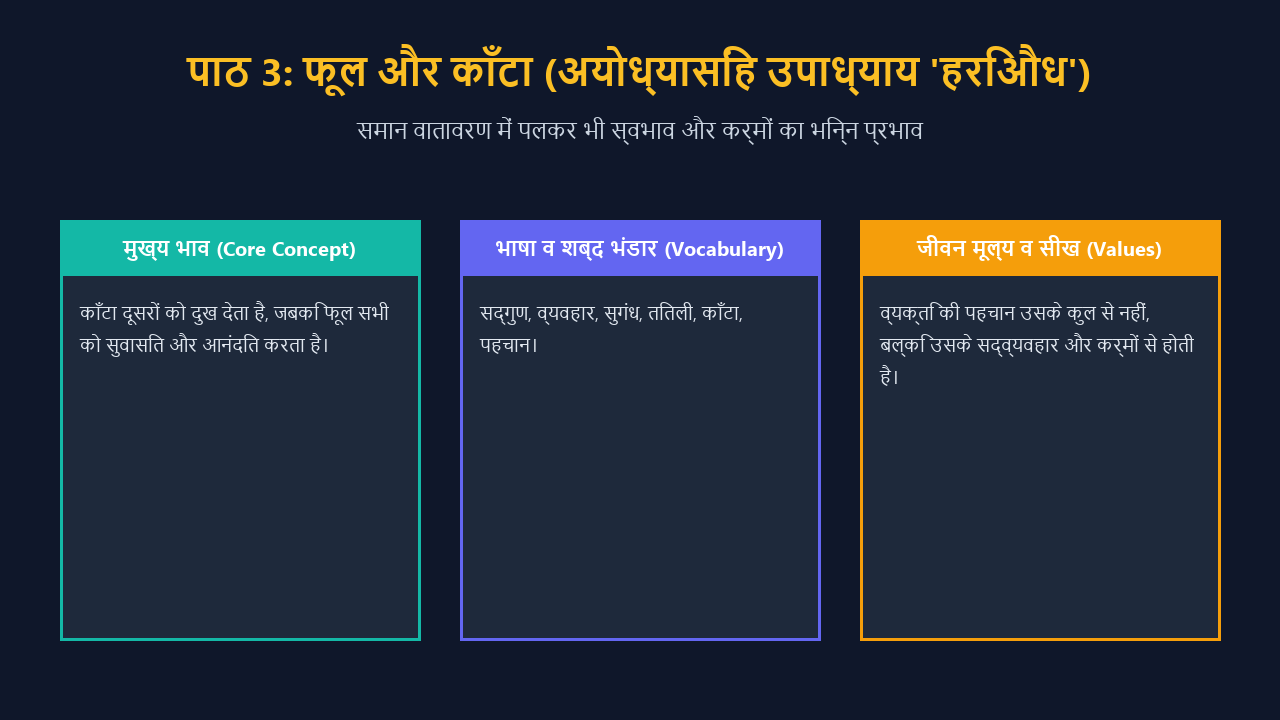 पाठ 3: फूल और काँटा (अयोध्यासिंह उपाध्याय 'हरिऔध')
समान वातावरण में पलकर भी स्वभाव और कर्मों का भिन्न प्रभाव
मुख्य भाव (Core Concept)
काँटा दूसरों को दुख देता है, जबकि फूल सभी
को सुवासित और आनंदित करता है।
भाषा व शब्द भंडार (Vocabulary)
सद्गुण, व्यवहार, सुगंध, तितिली, काँटा,
पहचान।
जीवन मूल्य व सीख (Values)
व्यक्ति की पहचान उसके कुल से नहीं,
बल्कि उसके सद्व्यवहार और कर्मों से होती
है।